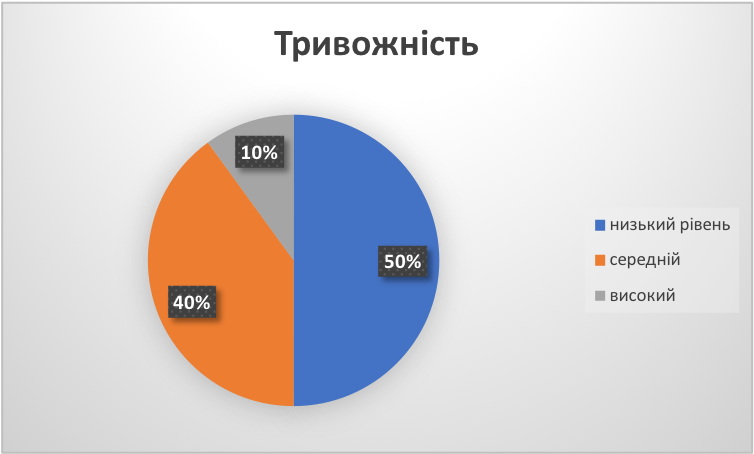 Тривожність
10%
50%
40%
низький рівень
середній
високий